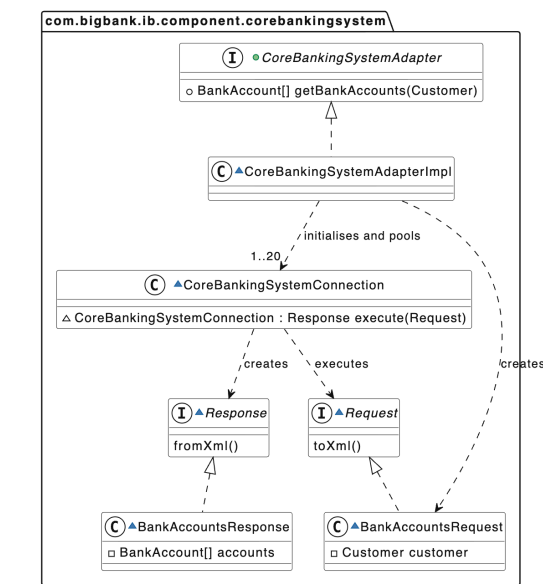 com.bigbank.ib.component.corebankingsystem
I CoreBankingSystemAdapter
BankAccount[] getBankAccounts(Customer)
C CoreBankingSystemAdapterImpl
initialises and pools
1..20
C CoreBankingSystemConnection
CoreBankingSystemConnection : Response execute(Request)
creates
executes
creates
I Response
fromXml()
I Request
toXml()
C BankAccountsResponse
BankAccount[] accounts
C BankAccountsRequest
Customer customer